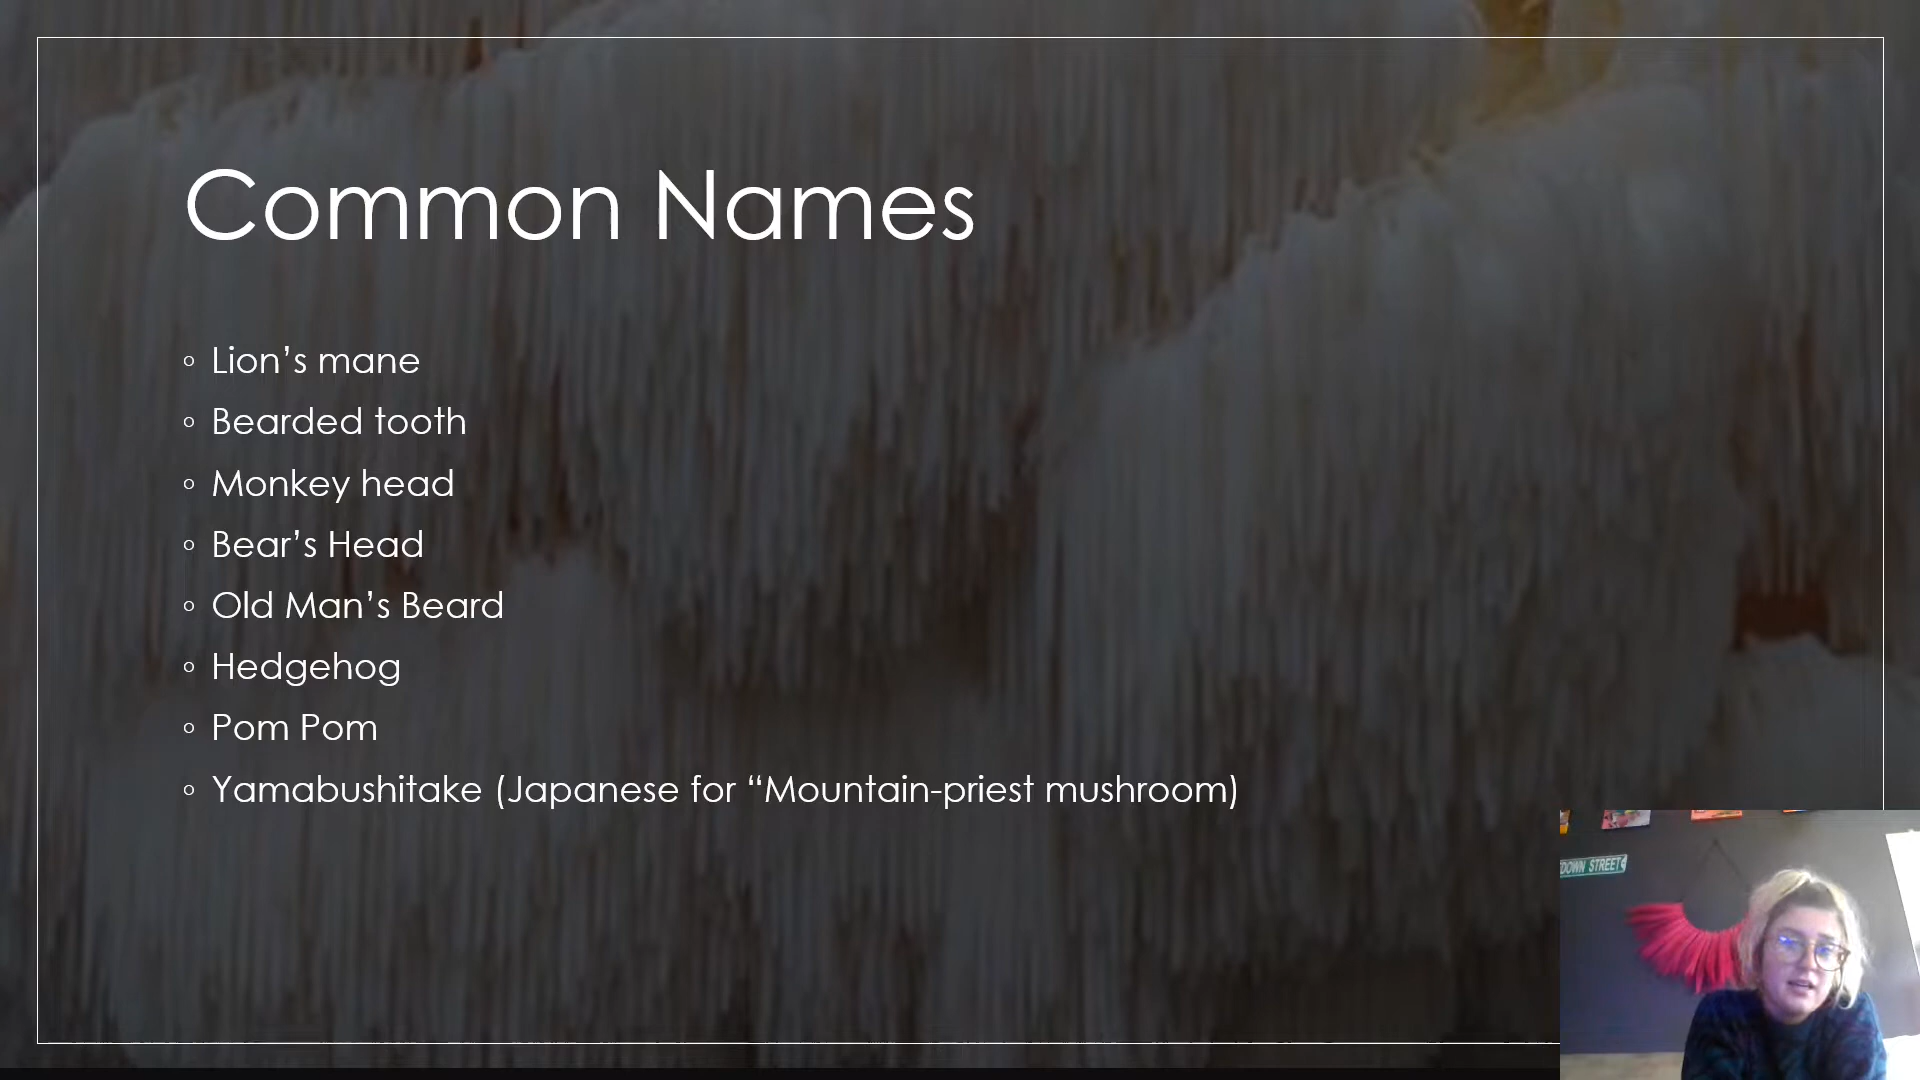 Common Names
Lion’s mane
Bearded tooth
Monkey head
Bear’s Head
Old Man’s Beard
Hedgehog
Pom Pom
Yamabushitake (Japanese for “Mountain-priest mushroom)
STREET